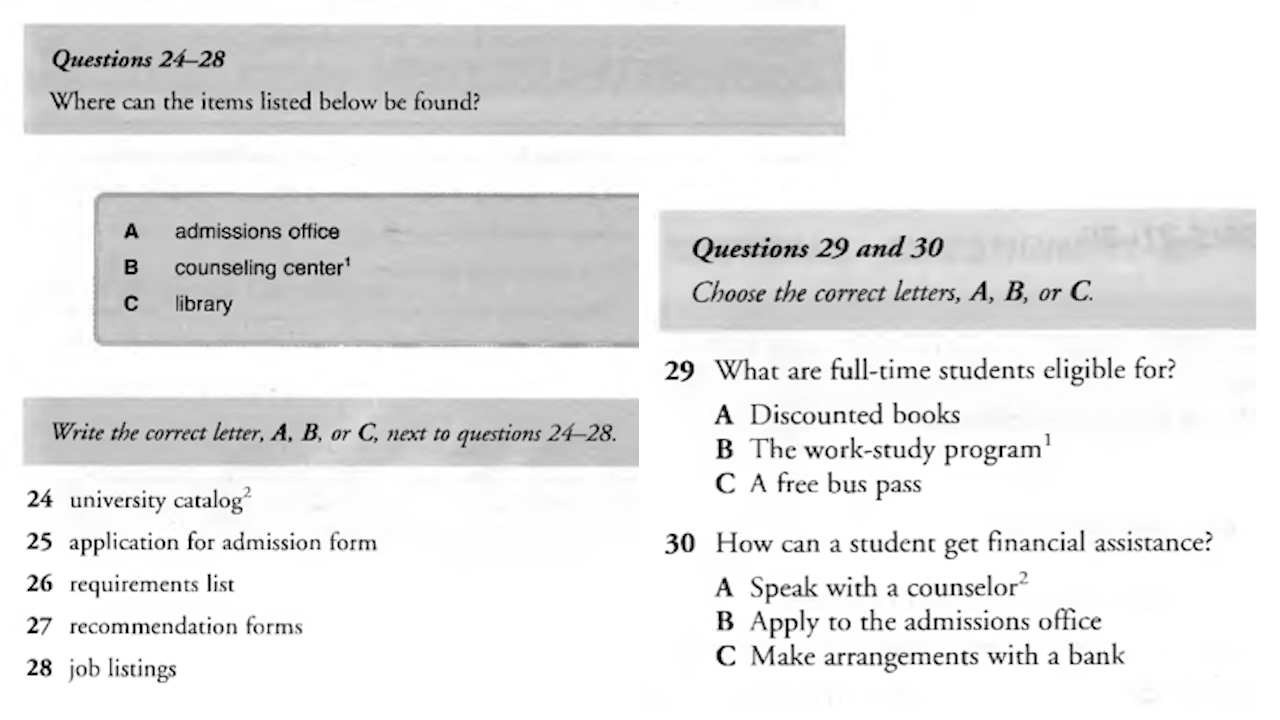 Questions 24–28
Where can the items listed below be found?
A admissions office
B counseling center¹
C library
Write the correct letter, A, B, or C, next to questions 24–28.
24 university catalog²
25 application for admission form
26 requirements list
27 recommendation forms
28 job listings
Questions 29 and 30
Choose the correct letters, A, B, or C.
29 What are full-time students eligible for?
A Discounted books
B The work-study program¹
C A free bus pass
30 How can a student get financial assistance?
A Speak with a counselor²
B Apply to the admissions office
C Make arrangements with a bank